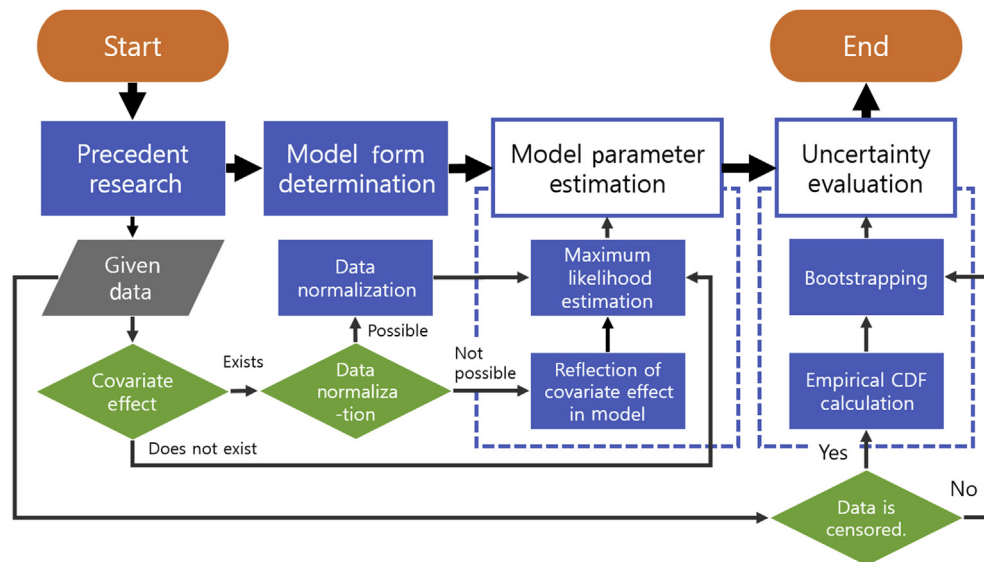 Start
End
Precedent
research
Model form
determination
Model parameter
estimation
Uncertainty
evaluation
Given
data
Data
normalization
Maximum
likelihood
estimation
Bootstrapping
Possible
Covariate
effect
Exists
Data
normaliza
-tion
Not
possible
Reflection of
covariate effect
in model
Empirical CDF
calculation
Does not exist
Yes
No
Data is
censored.